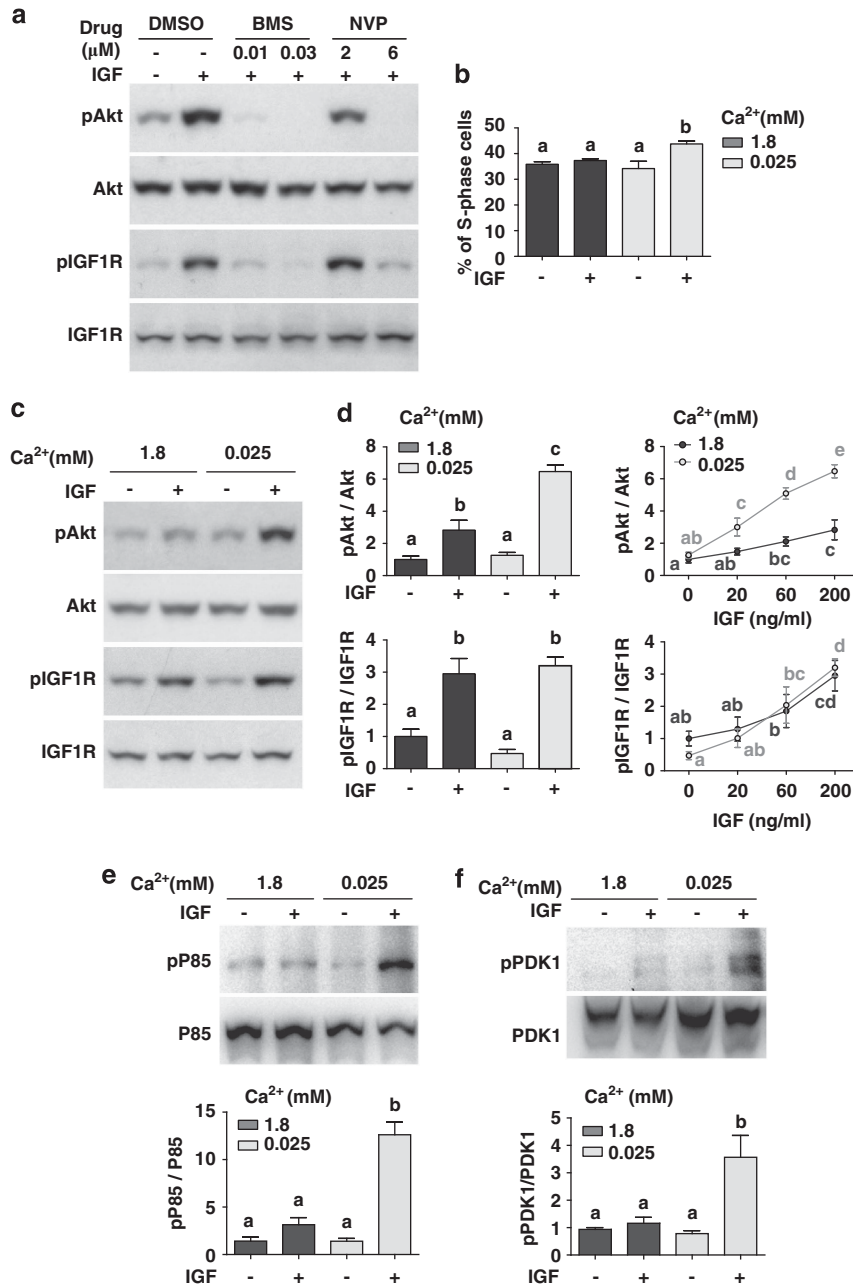 a
Drug DMSO BMS NVP
(μM) - - 0.01 0.03 2 6
IGF - + + + + +
pAkt
Akt
pIGF1R
IGF1R
b
Ca²⁺(mM)
1.8
0.025
% of S-phase cells
50
40
30
20
10
0
a a a b
IGF - + - +
c
Ca²⁺(mM) 1.8 0.025
IGF - + - +
pAkt
Akt
pIGF1R
IGF1R
d
Ca²⁺(mM)
1.8
0.025
pAkt / Akt
8
6
4
2
0
a b a c
IGF - + - +
Ca²⁺(mM)
1.8
0.025
pAkt / Akt
8
6
4
2
0
ab c d e
a ab bc c
0 20 60 200
IGF (ng/ml)
pIGF1R / IGF1R
4
3
2
1
0
a b a b
IGF - + - +
pIGF1R / IGF1R
4
3
2
1
0
ab ab b cd
a ab bc d
0 20 60 200
IGF (ng/ml)
e
Ca²⁺(mM) 1.8 0.025
IGF - + - +
pP85
P85
Ca²⁺ (mM)
1.8
0.025
pP85 / P85
15
10
5
0
a a a b
IGF - + - +
f
Ca²⁺(mM) 1.8 0.025
IGF - + - +
pPDK1
PDK1
Ca²⁺ (mM)
1.8
0.025
pPDK1/PDK1
5
4
3
2
1
0
a a a b
IGF - + - +